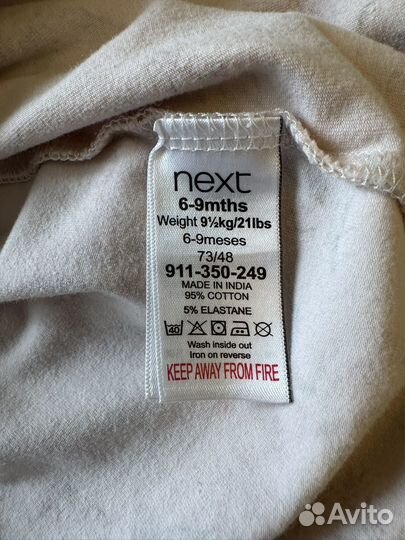 next
6-9mths
Weight 9½kg/21lbs
6-9meses
73/48
911-350-249
MADE IN INDIA
95% COTTON
5% ELASTANE
40
Wash inside out
Iron on reverse
KEEP AWAY FROM FIRE
Avito